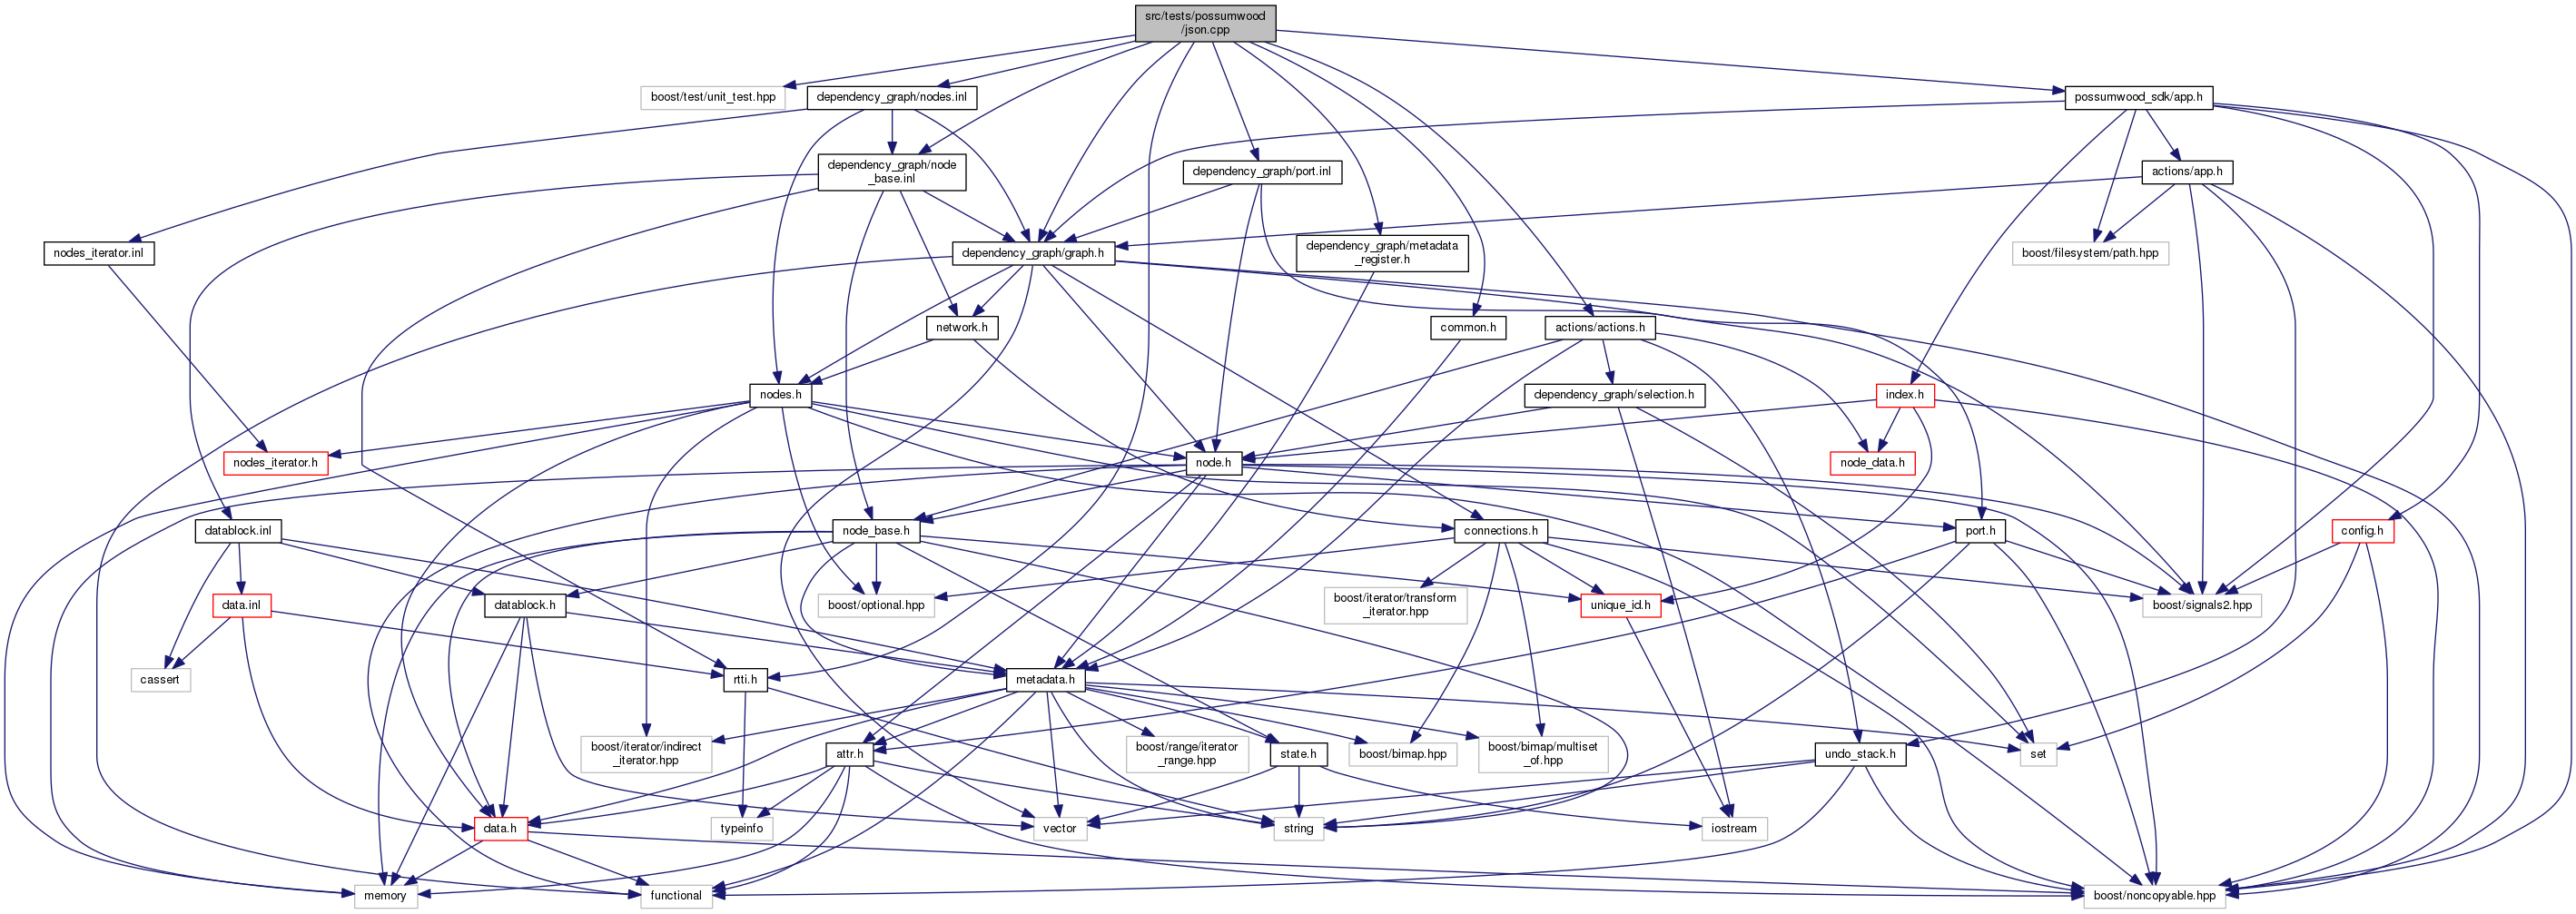 src/tests/possumwood
/json.cpp
boost/test/unit_test.hpp
dependency_graph/nodes.inl
possumwood_sdk/app.h
dependency_graph/node
_base.inl
dependency_graph/port.inl
actions/app.h
nodes_iterator.inl
dependency_graph/graph.h
dependency_graph/metadata
_register.h
boost/filesystem/path.hpp
network.h
common.h
actions/actions.h
nodes.h
dependency_graph/selection.h
index.h
nodes_iterator.h
node.h
node_data.h
datablock.inl
node_base.h
connections.h
port.h
config.h
data.inl
datablock.h
boost/optional.hpp
boost/iterator/transform
_iterator.hpp
unique_id.h
boost/signals2.hpp
cassert
rtti.h
metadata.h
boost/iterator/indirect
_iterator.hpp
attr.h
boost/range/iterator
_range.hpp
state.h
boost/bimap.hpp
boost/bimap/multiset
_of.hpp
undo_stack.h
set
data.h
typeinfo
vector
string
iostream
memory
functional
boost/noncopyable.hpp